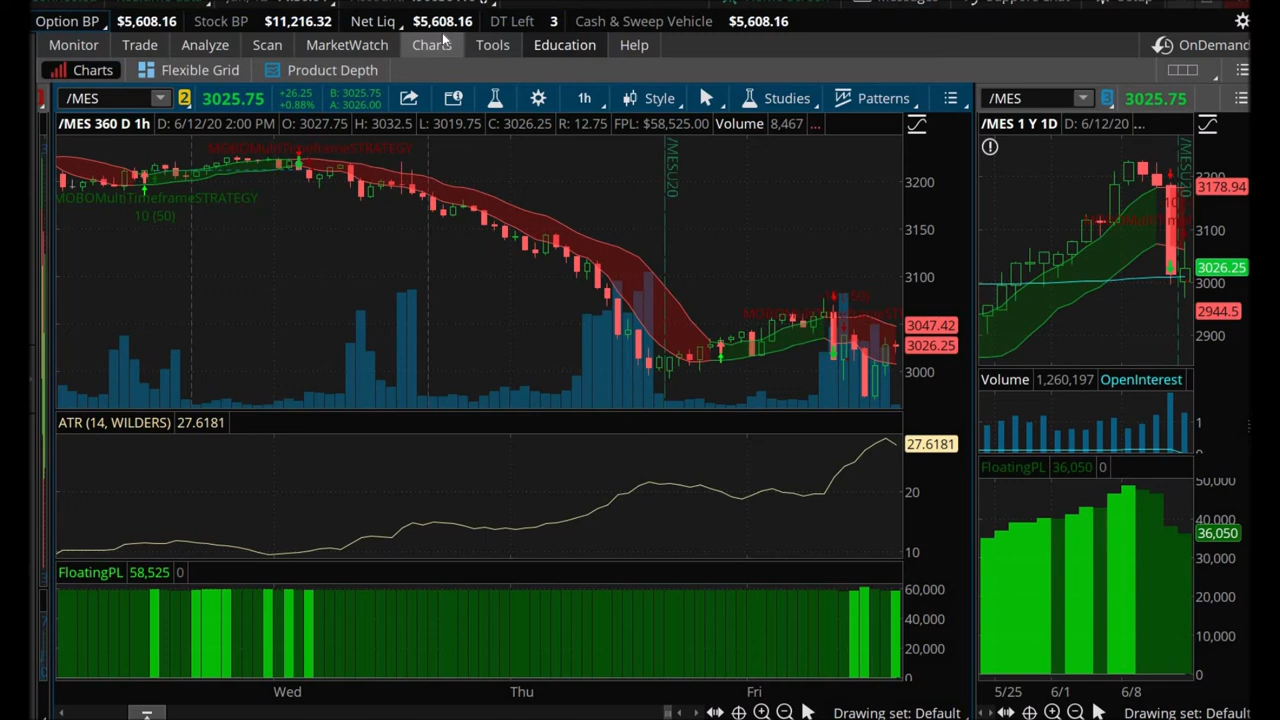 Option BP $5,608.16 Stock BP $11,216.32 Net Liq $5,608.16 DT Left 3 Cash & Sweep Vehicle $5,608.16
Monitor Trade Analyze Scan MarketWatch Charts Tools Education Help OnDemand
Charts Flexible Grid Product Depth
/MES 2 3025.75 +26.25 B: 3025.75 1h Style Studies Patterns /MES 3 3025.75
+0.88% A: 3026.00
/MES 360 D 1h D: 6/12/20 2:00 PM O: 3027.75 H: 3032.5 L: 3019.75 C: 3026.25 R: 12.75 FPL: $58,525.00 Volume 8,467 ... /MES 1 Y 1D D: 6/12/20 ...
MOBOMultiTimeframeSTRATEGY
/MESU20
3200
3200
3178.94
MOBOMultiTimeframeSTRATEGY
10 (50)
3150
3100
3100
3026.25
3000
3047.42
3026.25
2944.5
3000
2900
Volume 1,260,197 OpenInterest
1
ATR (14, WILDERS) 27.6181
27.6181
20
10
FloatingPL 36,050 0
50,000
40,000
36,050
30,000
20,000
10,000
0
FloatingPL 58,525 0
60,000
40,000
20,000
0
Wed Thu Fri 5/25 6/1 6/8
Drawing set: Default Drawing set: Default